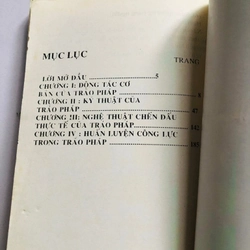 MỤC LỤC
TRANG
LỜI MỞ ĐẦU 5
CHƯƠNG I: ĐỘNG TÁC CƠ
BẢN CỦA TRẢO PHÁP
CHƯƠNG II : KỸ THUẬT CỦA
TRẢO PHÁP
CHƯƠNG III: NGHỆ THUẬT CHIẾN ĐẤU
THỰC TẾ CỦA TRẢO PHÁP
CHƯƠNG IV : HUẤN LUYỆN CÔNG LỰC
TRONG TRẢO PHÁP